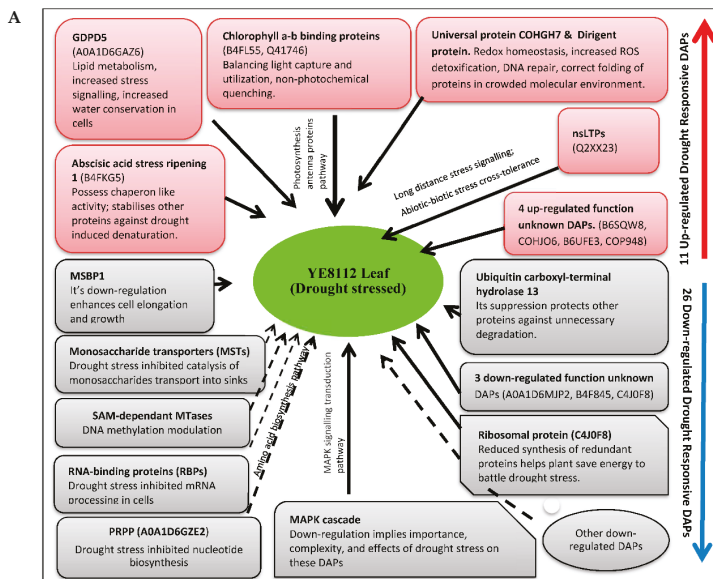 A
GDPD5
(A0A1D6GAZ6)
Lipid metabolism,
increased stress
signalling, increased
water conservation in
cells
Chlorophyll a-b binding proteins
(B4FL55, Q41746)
Balancing light capture and
utilization, non-photochemical
quenching.
Universal protein COHGH7 & Dirigent
protein. Redox homeostasis, increased ROS
detoxification, DNA repair, correct folding of
proteins in crowded molecular environment.
nsLTPs
(Q2XX23)
Abscisic acid stress ripening
1 (B4FKG5)
Possess chaperon like
activity; stabilises other
proteins against drought
induced denaturation.
Photosynthesis
antenna proteins
pathway
Long distance stress signalling;
Abiotic-biotic stress cross-tolerance
4 up-regulated function
unknown DAPs. (B6SQW8,
COHJO6, B6UFE3, COP948)
11 Up-regulated Drought Responsive DAPs
YE8112 Leaf
(Drought stressed)
MSBP1
It's down-regulation
enhances cell elongation
and growth
Monosaccharide transporters (MSTs)
Drought stress inhibited catalysis of
monosaccharides transport into sinks
SAM-dependant MTases
DNA methylation modulation
RNA-binding proteins (RBPs)
Drought stress inhibited mRNA
processing in cells
PRPP (A0A1D6GZE2)
Drought stress inhibited nucleotide
biosynthesis
Amino acid biosynthesis pathway
MAPK signalling transduction
pathway
MAPK cascade
Down-regulation implies importance,
complexity, and effects of drought stress on
these DAPs
Ubiquitin carboxyl-terminal
hydrolase 13
Its suppression protects other
proteins against unnecessary
degradation.
3 down-regulated function unknown
DAPs (A0A1D6MJP2, B4F845, C4J0F8)
Ribosomal protein (C4J0F8)
Reduced synthesis of redundant
proteins helps plant save energy to
battle drought stress.
Other down-
regulated DAPs
26 Down-regulated Drought Responsive DAPs